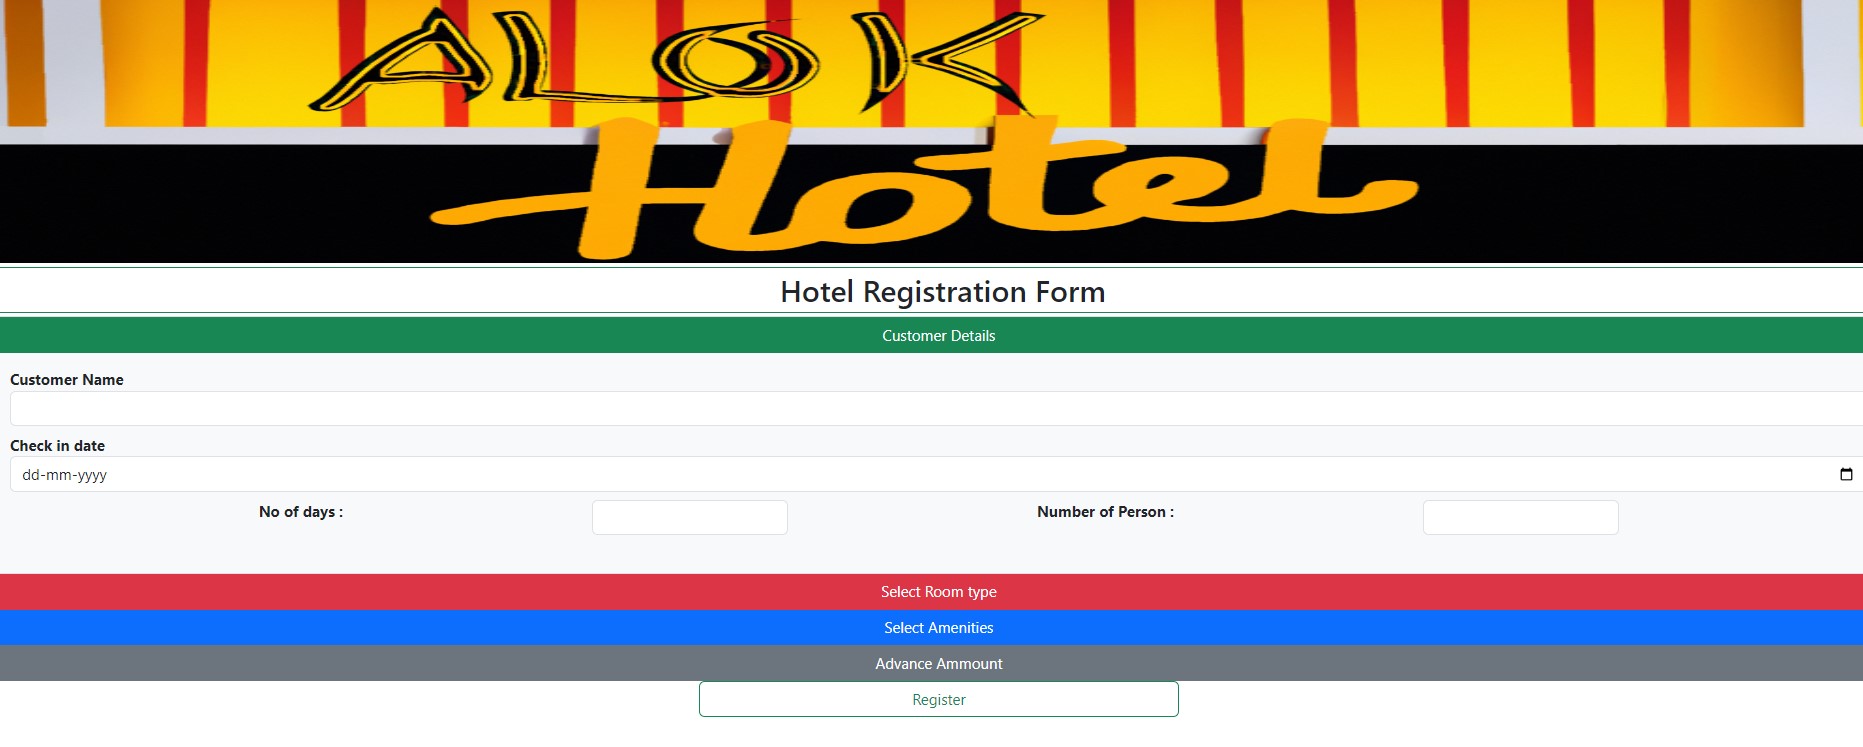 ALOK
Hotel
Hotel Registration Form
Customer Details
Customer Name
Check in date
dd-mm-yyyy
No of days :
Number of Person :
Select Room type
Select Amenities
Advance Ammount
Register